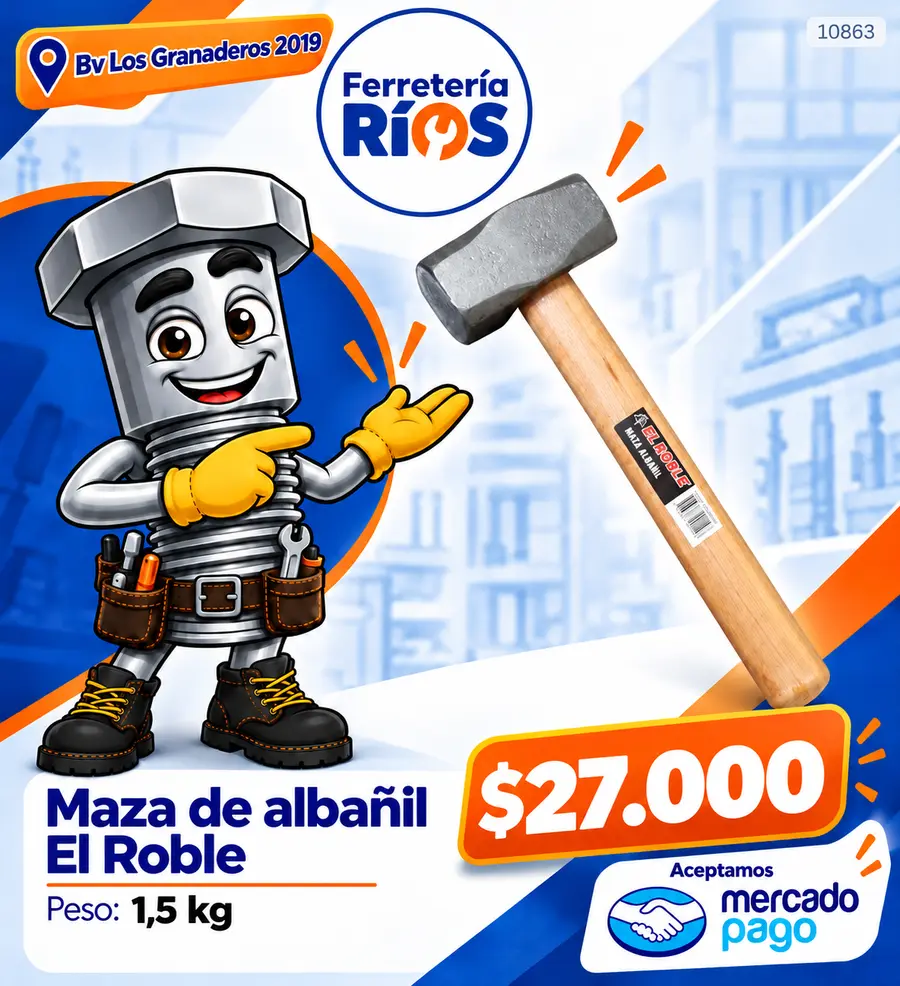 Bv Los Granaderos 2019
Ferretería
Ríos
10863
EL ROBLE
MAZA ALBAÑIL
Maza de albañil
El Roble
Peso: 1,5 kg
$27.000
Aceptamos
mercado
pago